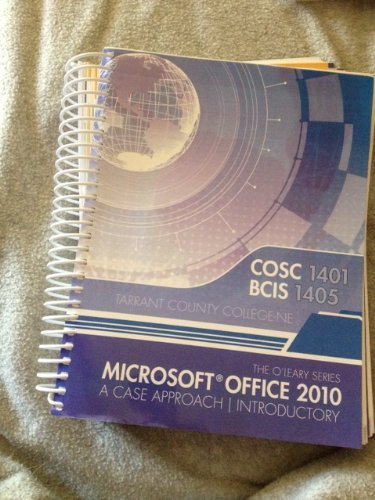 COSC 1401
BCIS 1405
TARRANT COUNTY COLLEGE-NE
THE O'LEARY SERIES
MICROSOFT® OFFICE 2010
A CASE APPROACH | INTRODUCTORY